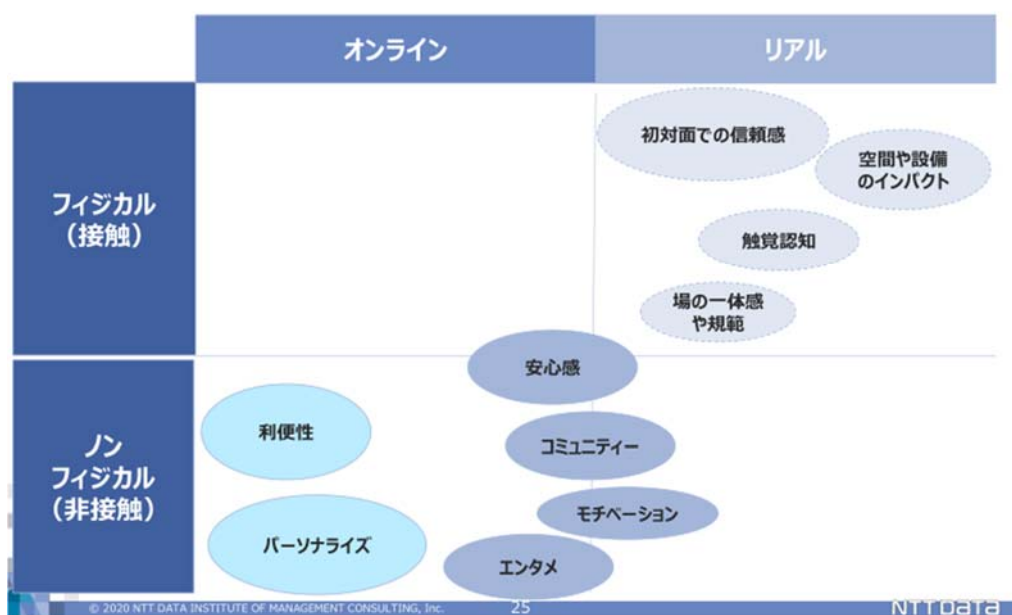 オンライン
リアル
フィジカル
（接触）
初対面での信頼感
空間や設備
のインパクト
触覚認知
場の一体感
や規範
安心感
ノン
フィジカル
（非接触）
利便性
コミュニティー
モチベーション
パーソナライズ
エンタメ
© 2020 NTT DATA INSTITUTE OF MANAGEMENT CONSULTING, Inc.
25
NTT DATA